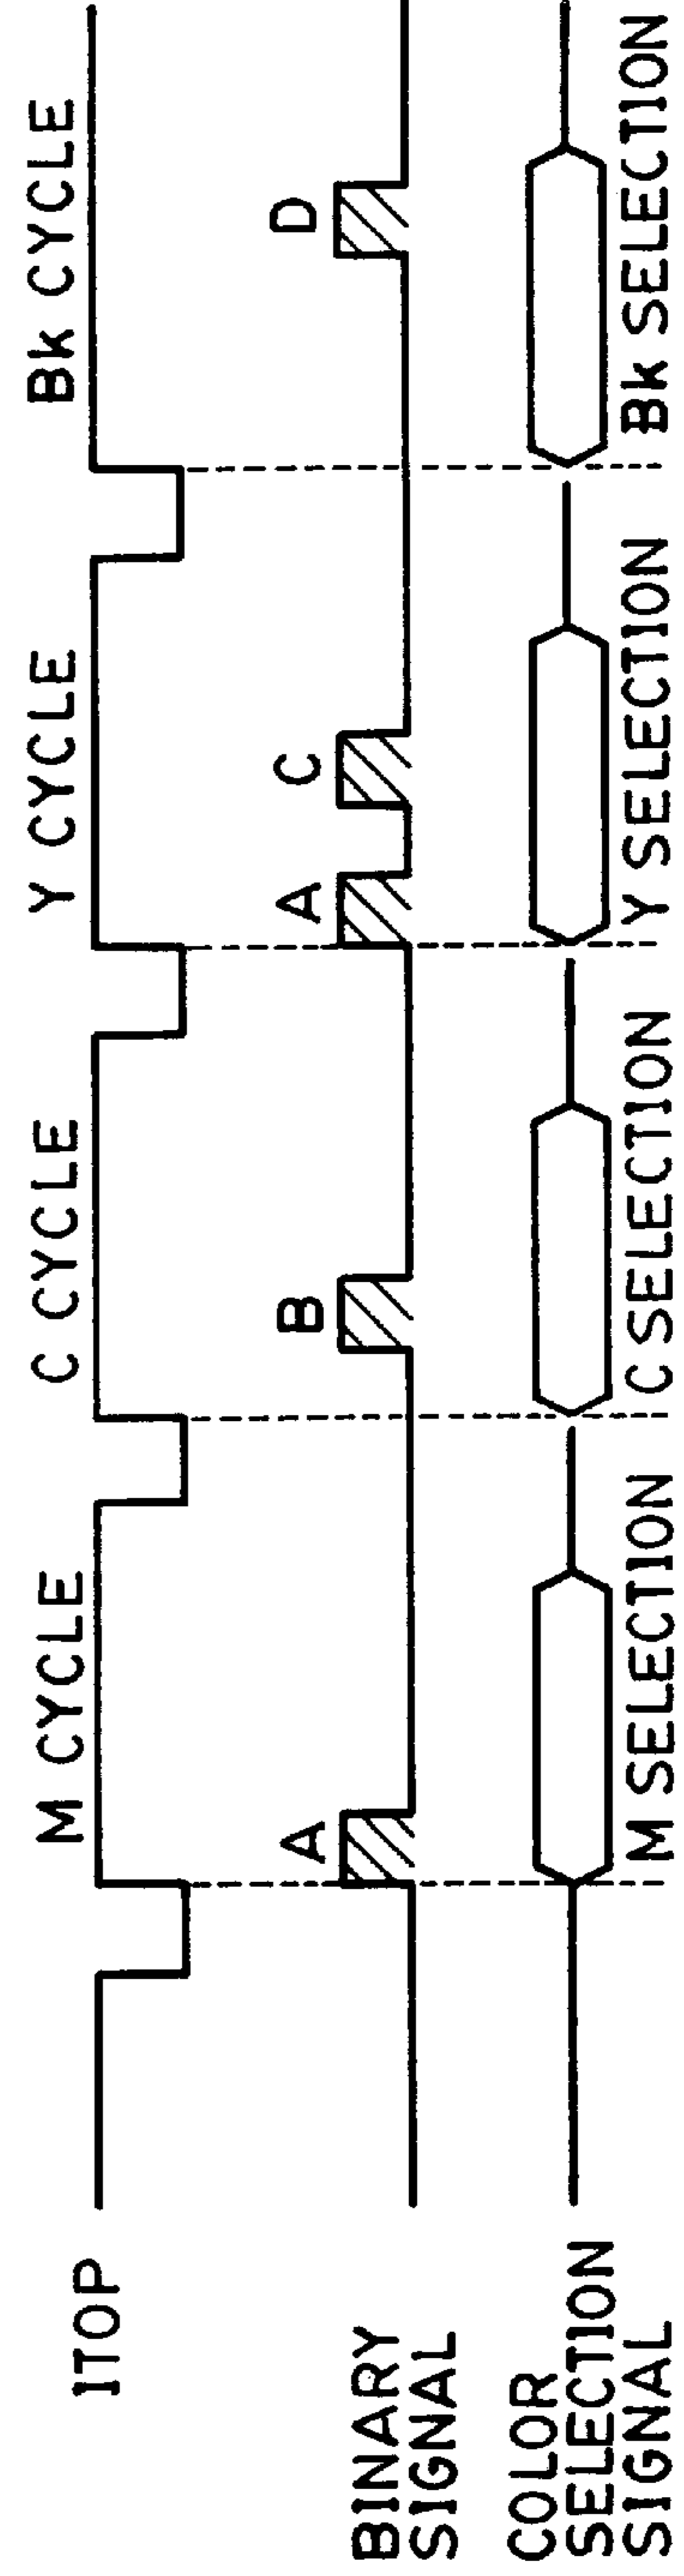 ITOP
M CYCLE
C CYCLE
Y CYCLE
Bk CYCLE
BINARY
SIGNAL
A
B
A
C
D
COLOR
SELECTION
SIGNAL
M SELECTION
C SELECTION
Y SELECTION
Bk SELECTION